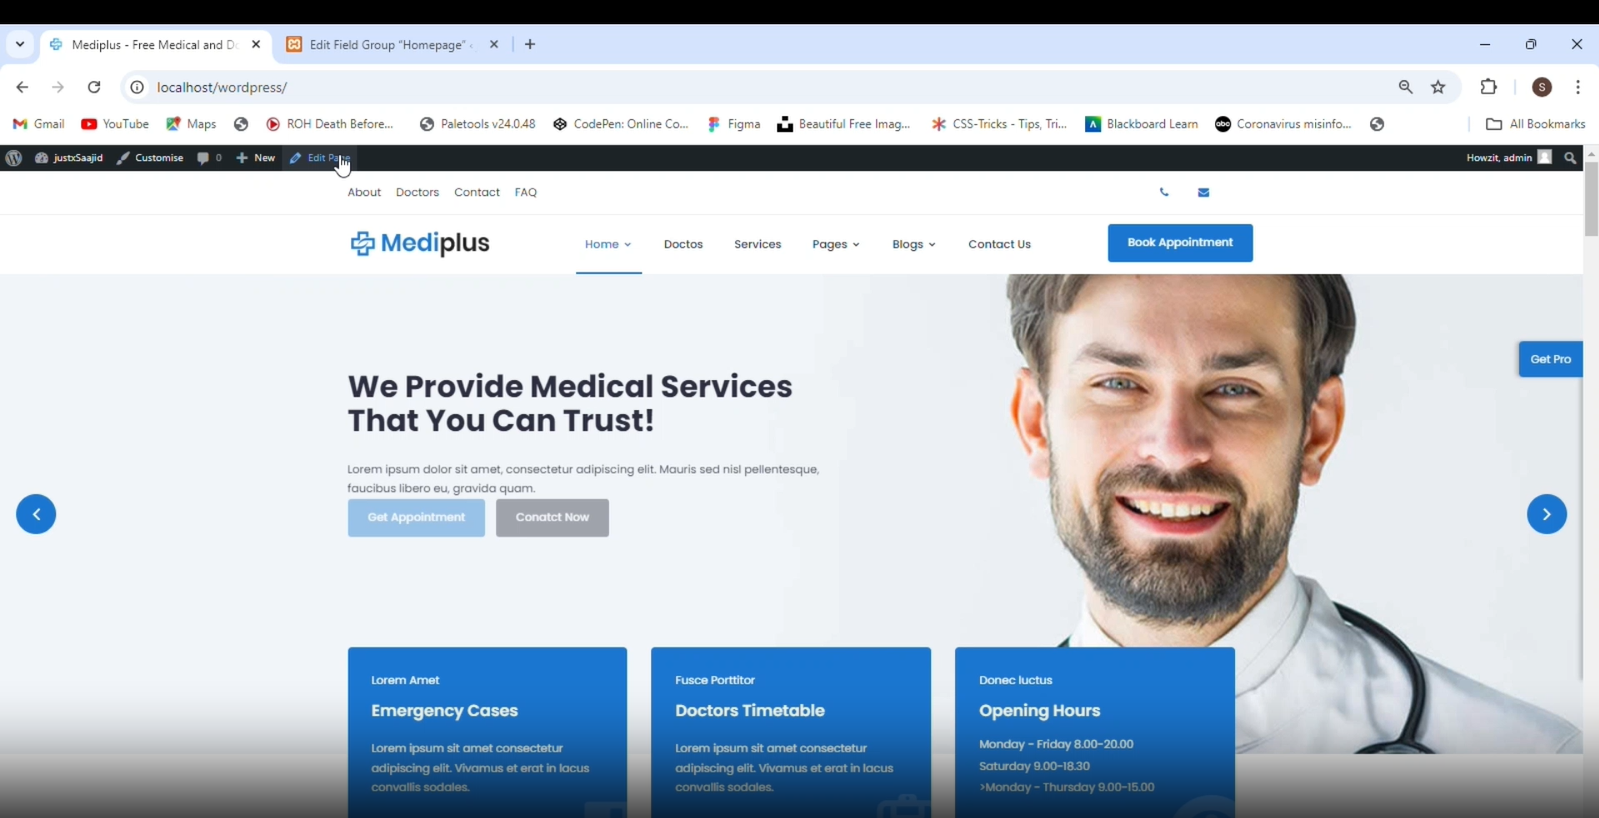 Mediplus - Free Medical and Do
Edit Field Group "Homepage"
localhost/wordpress/
S
Gmail
YouTube
Maps
ROH Death Before...
Paletools v24.0.48
CodePen: Online Co...
Figma
Beautiful Free Imag...
CSS-Tricks - Tips, Tri...
Blackboard Learn
abc
Coronavirus misinfo...
All Bookmarks
justxSaajid
Customise
0
New
Edit Page
Howzit, admin
About
Doctors
Contact
FAQ
Mediplus
Home
Doctos
Services
Pages
Blogs
Contact Us
Book Appointment
Get Pro
We Provide Medical Services
That You Can Trust!
Lorem ipsum dolor sit amet, consectetur adipiscing elit. Mauris sed nisl pellentesque,
faucibus libero eu, gravida quam.
Get Appointment
Conatct Now
Lorem Amet
Emergency Cases
Lorem ipsum sit amet consectetur
adipiscing elit. Vivamus et erat in lacus
convallis sodales.
Fusce Porttitor
Doctors Timetable
Lorem ipsum sit amet consectetur
adipiscing elit. Vivamus et erat in lacus
convallis sodales.
Donec luctus
Opening Hours
Monday - Friday 8.00-20.00
Saturday 9.00-18.30
>Monday - Thursday 9.00-15.00